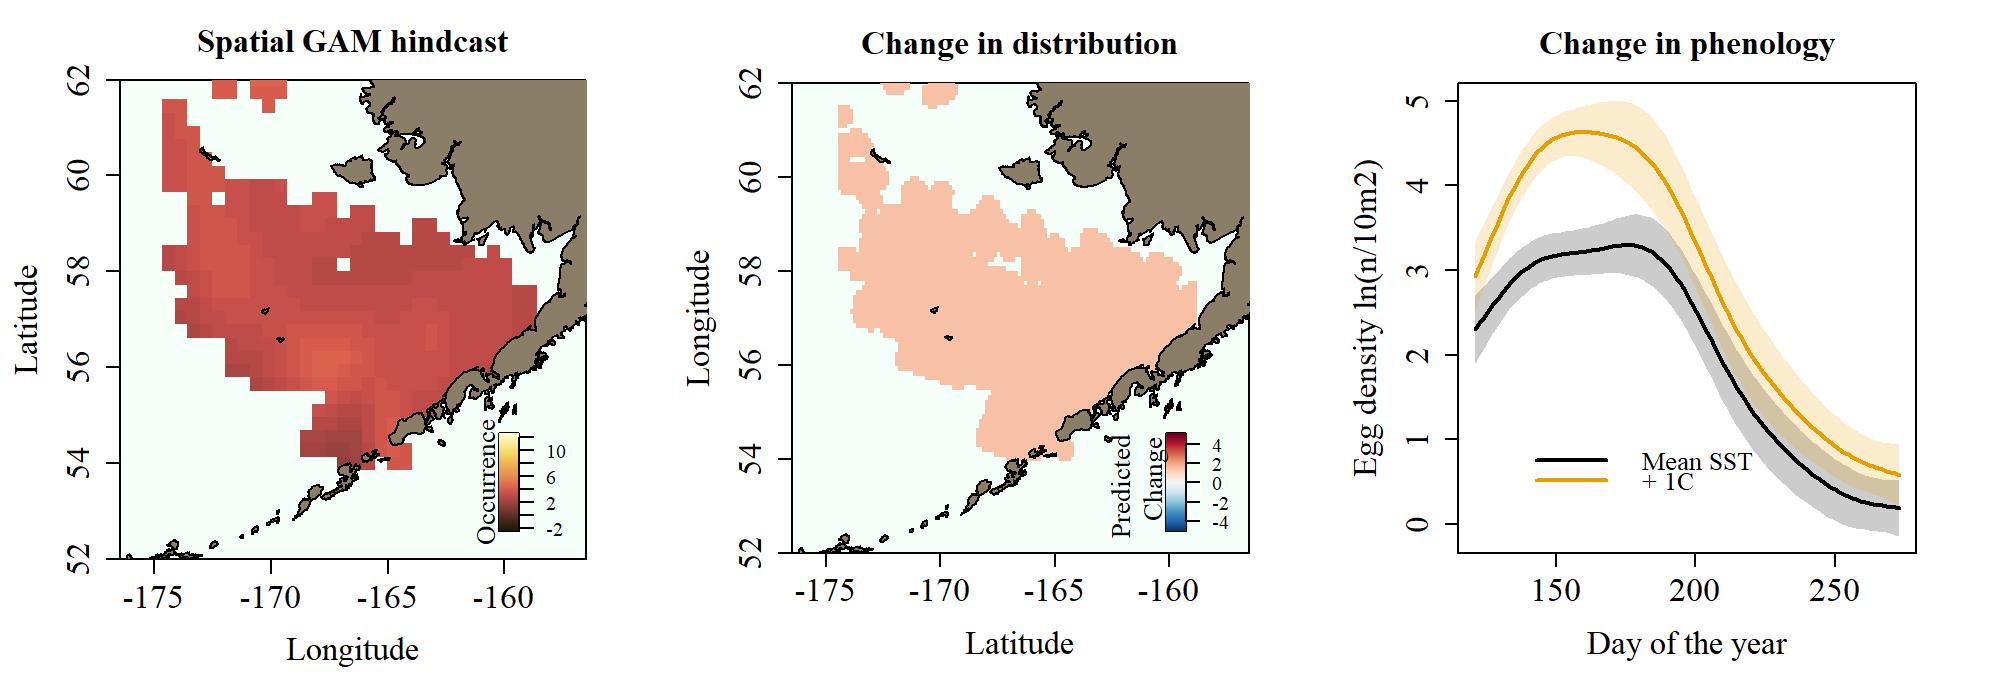 Spatial GAM hindcast
Latitude
62
60
58
56
54
52
-175
-170
-165
-160
Longitude
Occurrence
10
6
2
-2
Change in distribution
Longitude
62
60
58
56
54
52
-175
-170
-165
-160
Latitude
Predicted
Change
4
2
0
-2
-4
Change in phenology
Egg density ln(n/10m2)
5
4
3
2
1
0
150
200
250
Day of the year
Mean SST
+ 1C